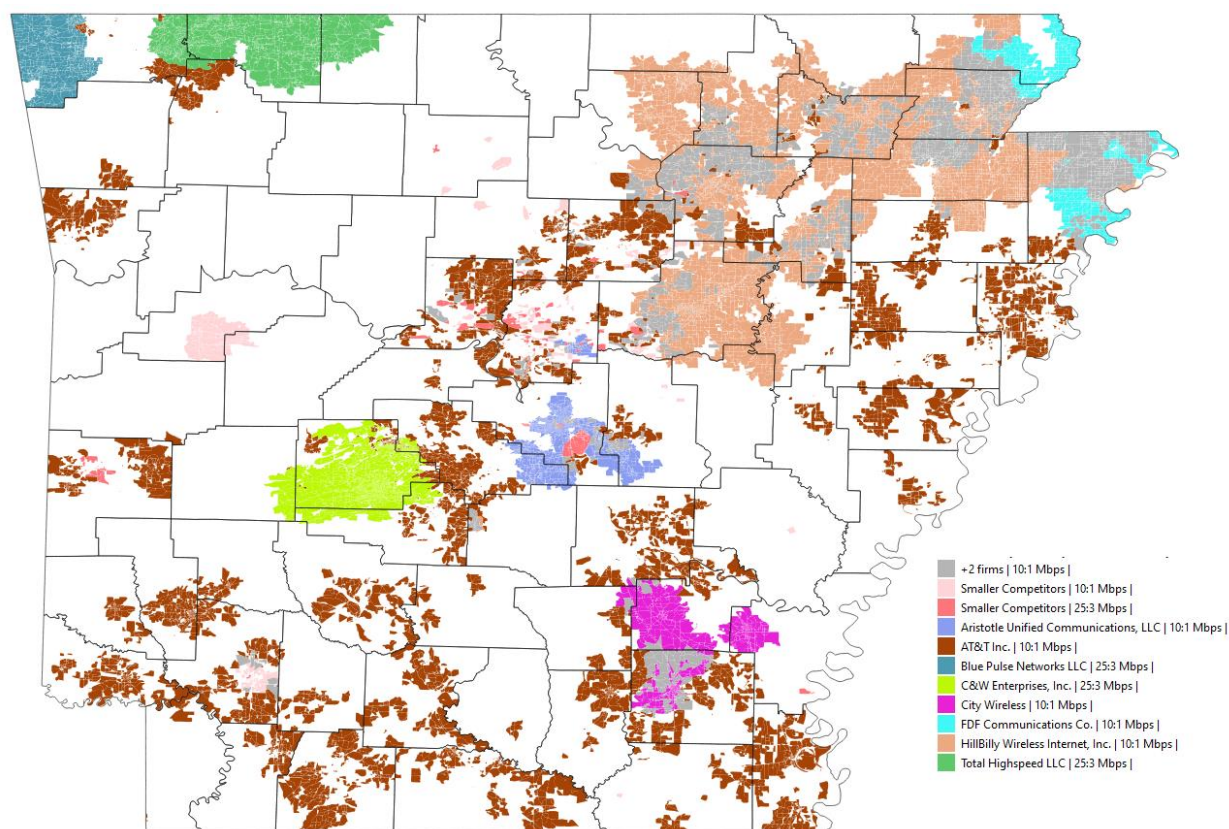 +2 firms | 10:1 Mbps |
Smaller Competitors | 10:1 Mbps |
Smaller Competitors | 25:3 Mbps |
Aristotle Unified Communications, LLC | 10:1 Mbps |
AT&T Inc. | 10:1 Mbps |
Blue Pulse Networks LLC | 25:3 Mbps |
C&W Enterprises, Inc. | 25:3 Mbps |
City Wireless | 10:1 Mbps |
FDF Communications Co. | 10:1 Mbps |
HillBilly Wireless Internet, Inc. | 10:1 Mbps |
Total Highspeed LLC | 25:3 Mbps |